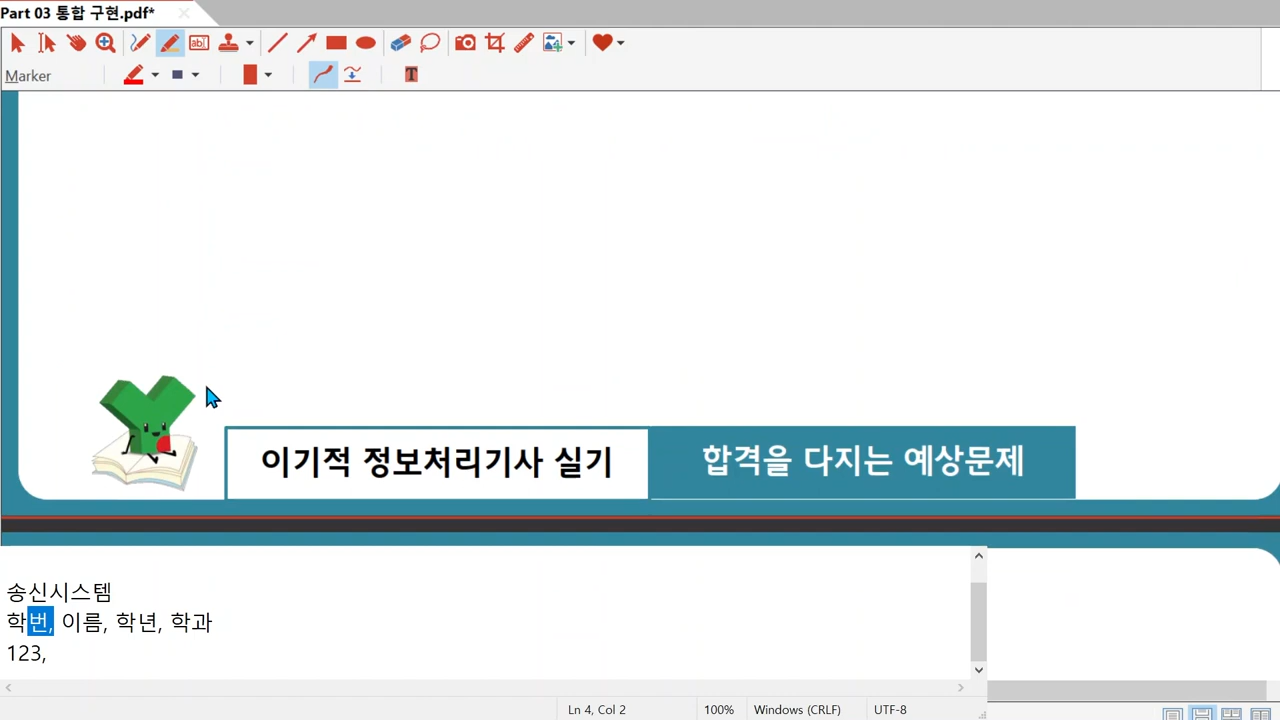 Part 03 통합 구현.pdf*
ab
Marker
T
이기적 정보처리기사 실기
합격을 다지는 예상문제
송신시스템
학번, 이름, 학년, 학과
123,
Ln 4, Col 2
100%
Windows (CRLF)
UTF-8